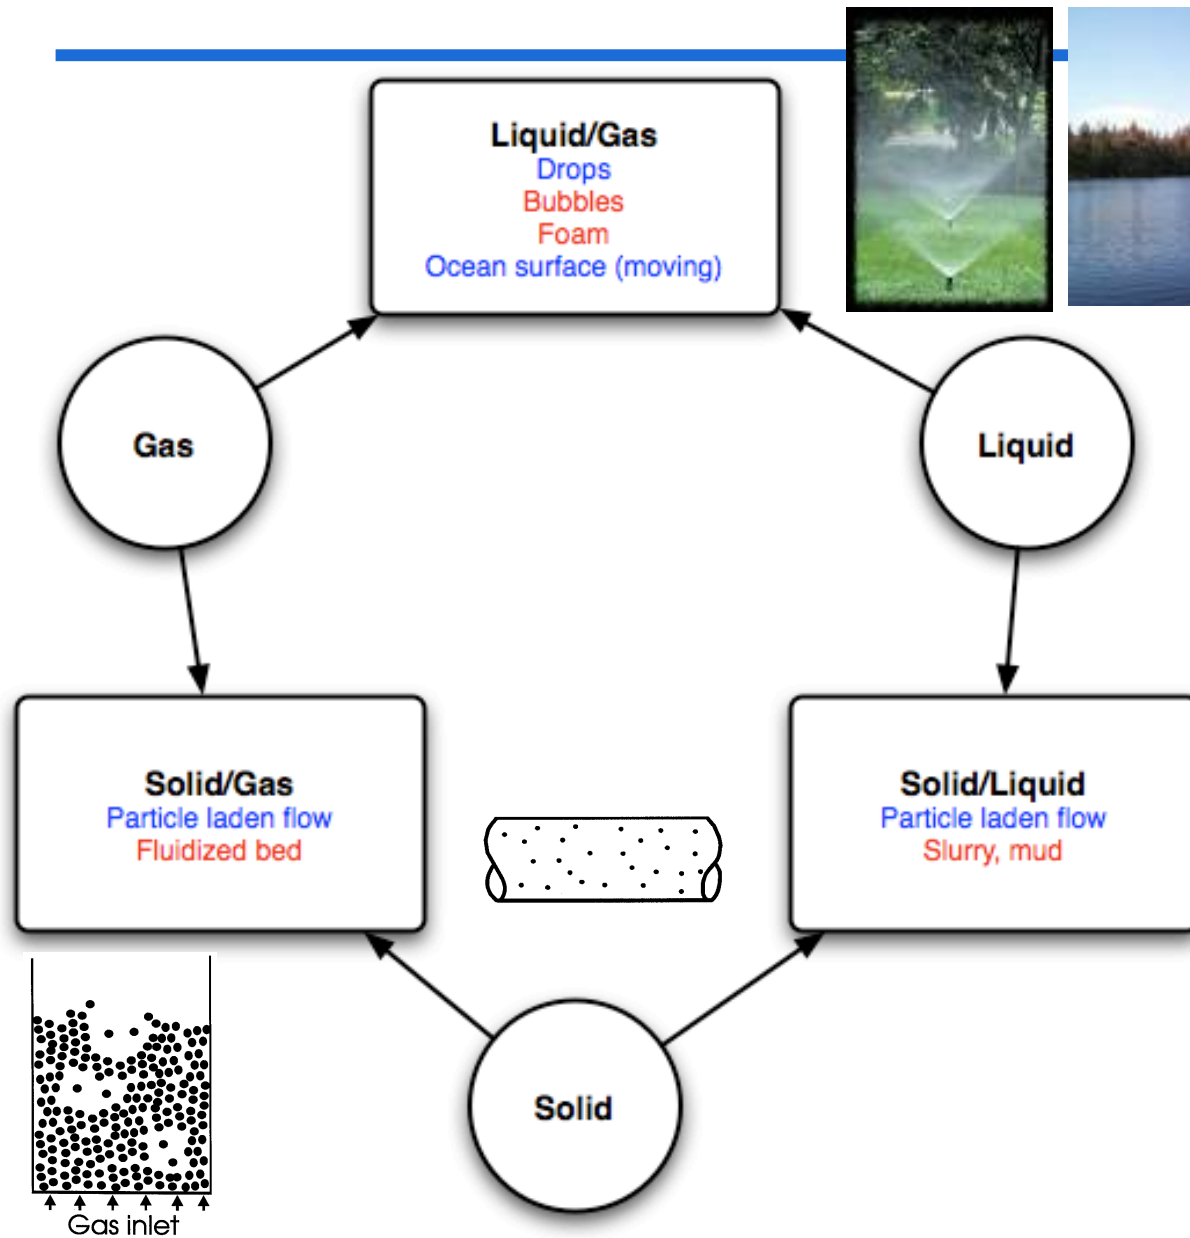 Liquid/Gas
Drops
Bubbles
Foam
Ocean surface (moving)
Gas
Liquid
Solid/Gas
Particle laden flow
Fluidized bed
Solid/Liquid
Particle laden flow
Slurry, mud
Solid
Gas inlet